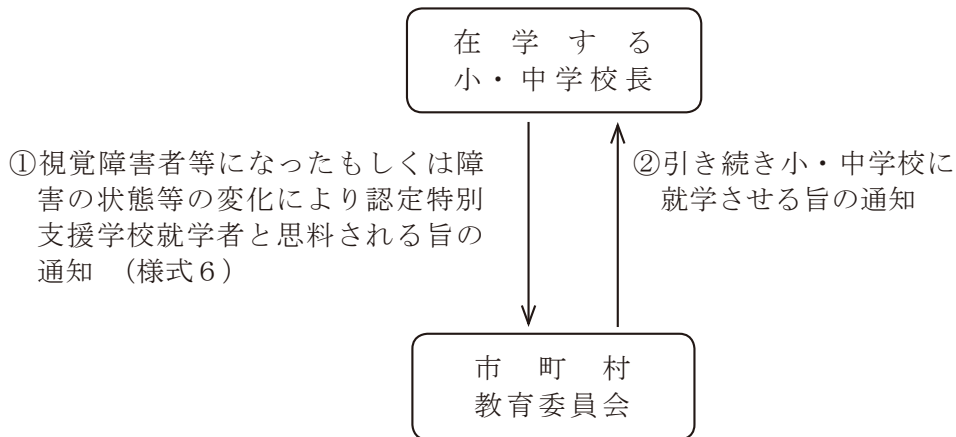 在学する
小・中学校長
①視覚障害者等になったもしくは障
害の状態等の変化により認定特別
支援学校就学者と思料される旨の
通知　（様式６）
②引き続き小・中学校に
就学させる旨の通知
市町村
教育委員会